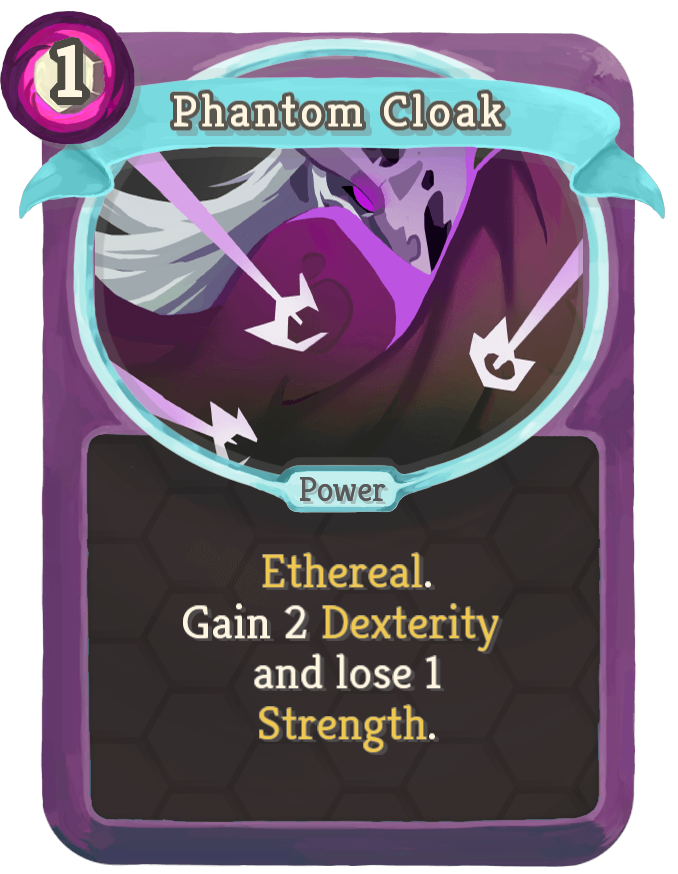 1
Phantom Cloak
Power
Ethereal.
Gain 2 Dexterity
and lose 1
Strength.